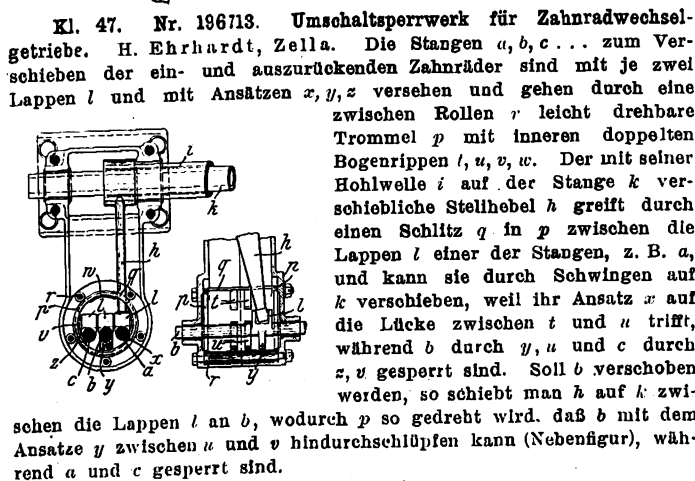 Kl. 47. Nr. 196713. Umschaltsperrwerk für Zahnradwechsel-
getriebe. H. Ehrhardt, Zella. Die Stangen a, b, c ... zum Ver-
schieben der ein- und auszurückenden Zahnräder sind mit je zwei
Lappen l und mit Ansätzen x, y, z versehen und gehen durch eine
zwischen Rollen r leicht drehbare
Trommel p mit inneren doppelten
Bogenrippen t, u, v, w. Der mit seiner
Hohlwelle i auf der Stange k ver-
schiebliche Stellhebel h greift durch
einen Schlitz q in p zwischen die
Lappen l einer der Stangen, z. B. a,
und kann sie durch Schwingen auf
k verschieben, weil ihr Ansatz x auf
die Lücke zwischen t und u trifft,
während b durch y, u und c durch
z, v gesperrt sind. Soll b verschoben
werden, so schiebt man h auf k zwi-
schen die Lappen l an b, wodurch p so gedreht wird, daß b mit dem
Ansatze y zwischen u und v hindurchschlüpfen kann (Nebenfigur), wäh-
rend a und c gesperrt sind.
l
k
h
w
q
r
p
l
v
t
z
x
c
b
y
a
h
q
p
p
t
l
b
u
r
y